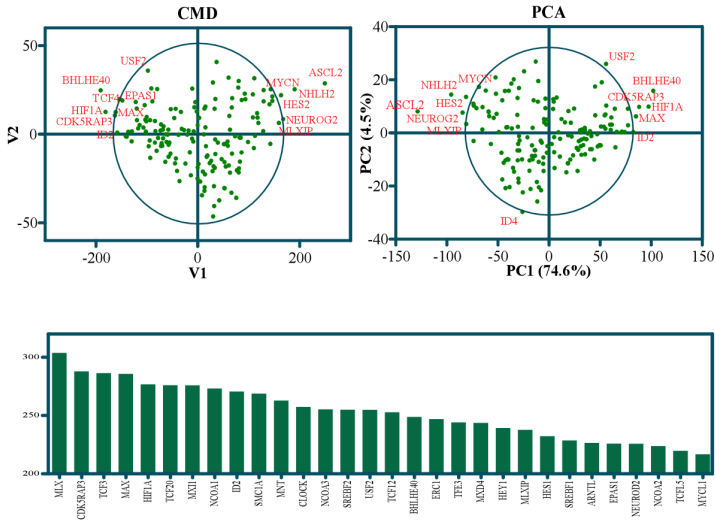 CMD
50
0
-50
V2
-200
0
200
V1
USF2
BHLHE40
TCF4
EPAS1
HIF1A
MAX
CDK5RAP3
ID2
ASCL2
MYCN
NHLH2
HES2
NEUROG2
MLXIP
PCA
40
20
0
-20
-40
PC2 (4.5%)
-150
-100
-50
0
50
100
150
PC1 (74.6%)
USF2
MYCN
NHLH2
BHLHE40
ASCL2
HES2
CDK5RAP3
HIF1A
NEUROG2
MAX
MLXIP
ID2
ID4
300
250
200
MLX
CDK5RAP3
TCF3
MAX
HIF1A
TCP20
MXI1
NCOA1
ID2
SMC1A
MNT
CLOCK
NCOA3
SREBF2
USF2
TCF12
BHLHE40
ERC1
TFE3
MXD4
HEY1
MLXIP
HES1
SREBF1
ARNTL
EPAS1
NEUROD2
NCOA2
TCFL5
MYCL1